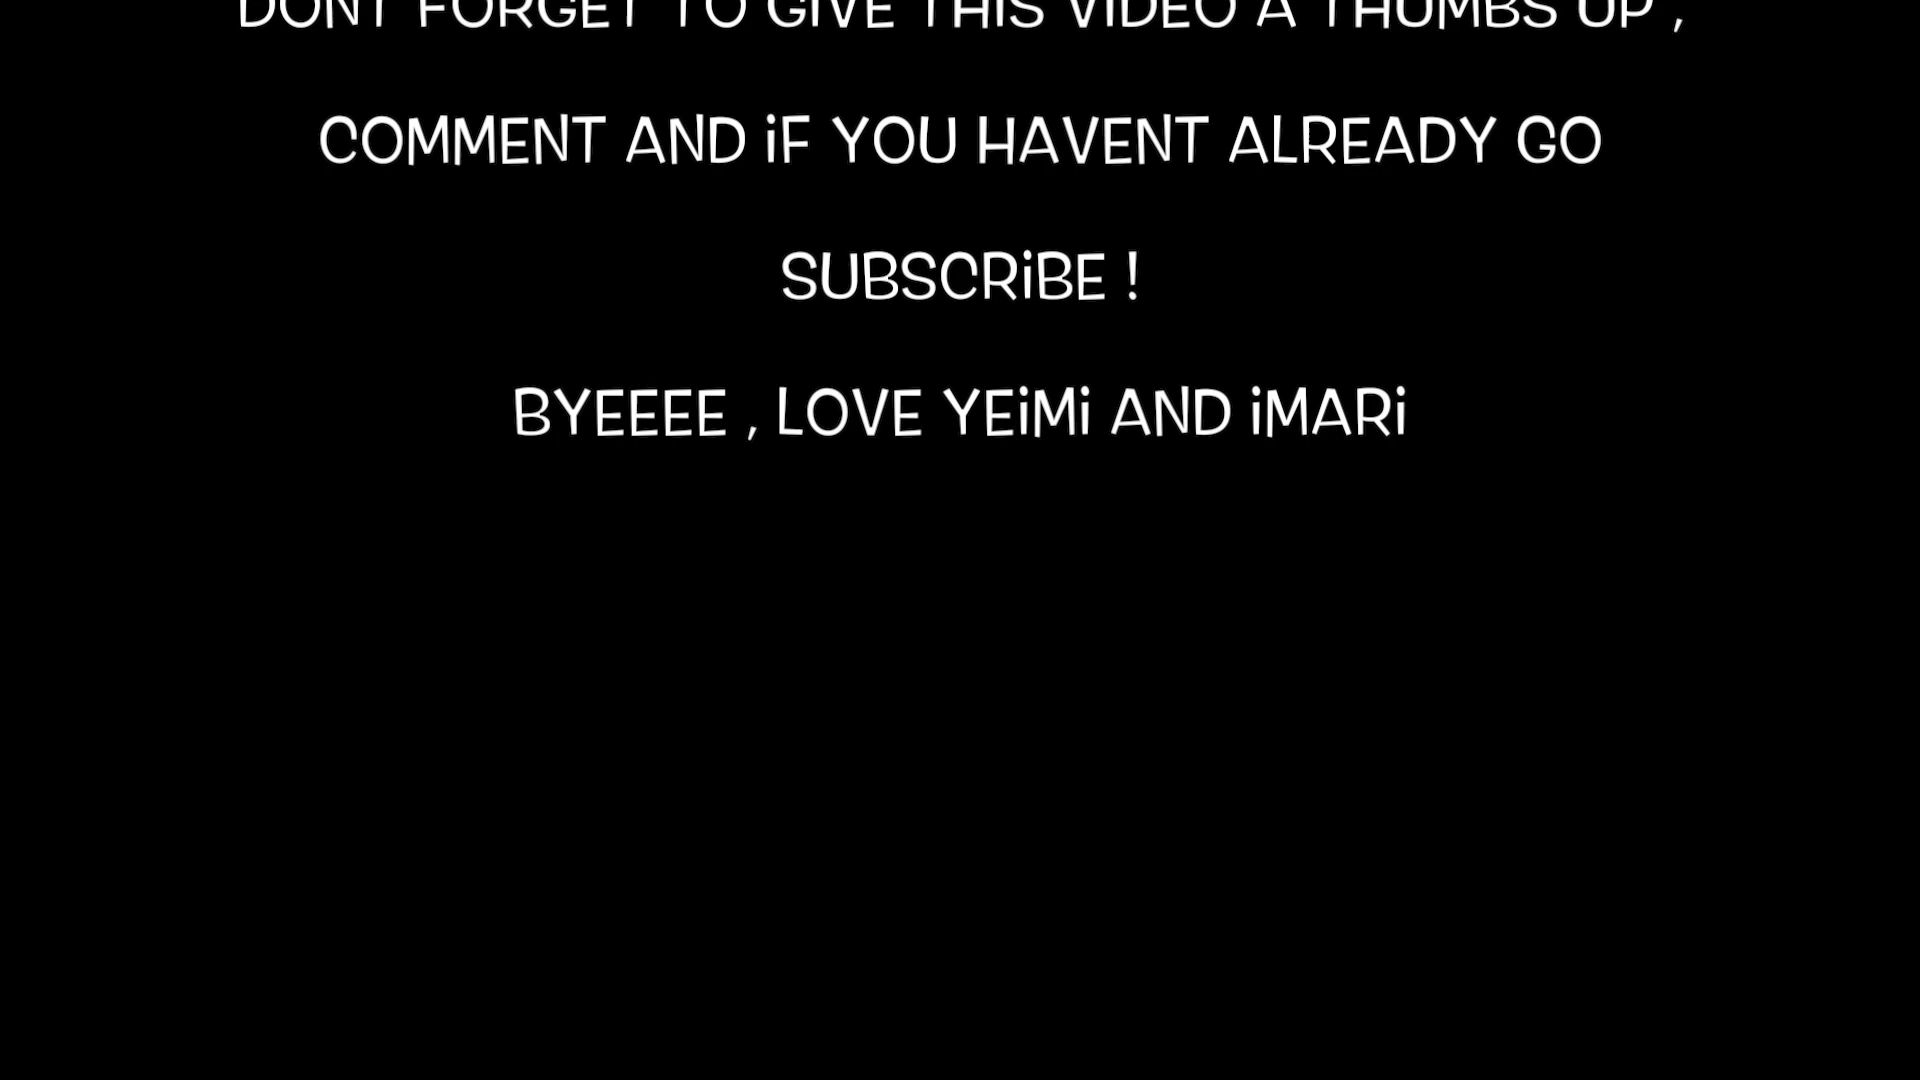 DONT FORGET TO GiVE THiS ViDEO A THUMBS UP ,
COMMENT AND iF YOU HAVENT ALREADY GO
SUBSCRiBE !
BYEEEE , LOVE YEiMi AND iMARi